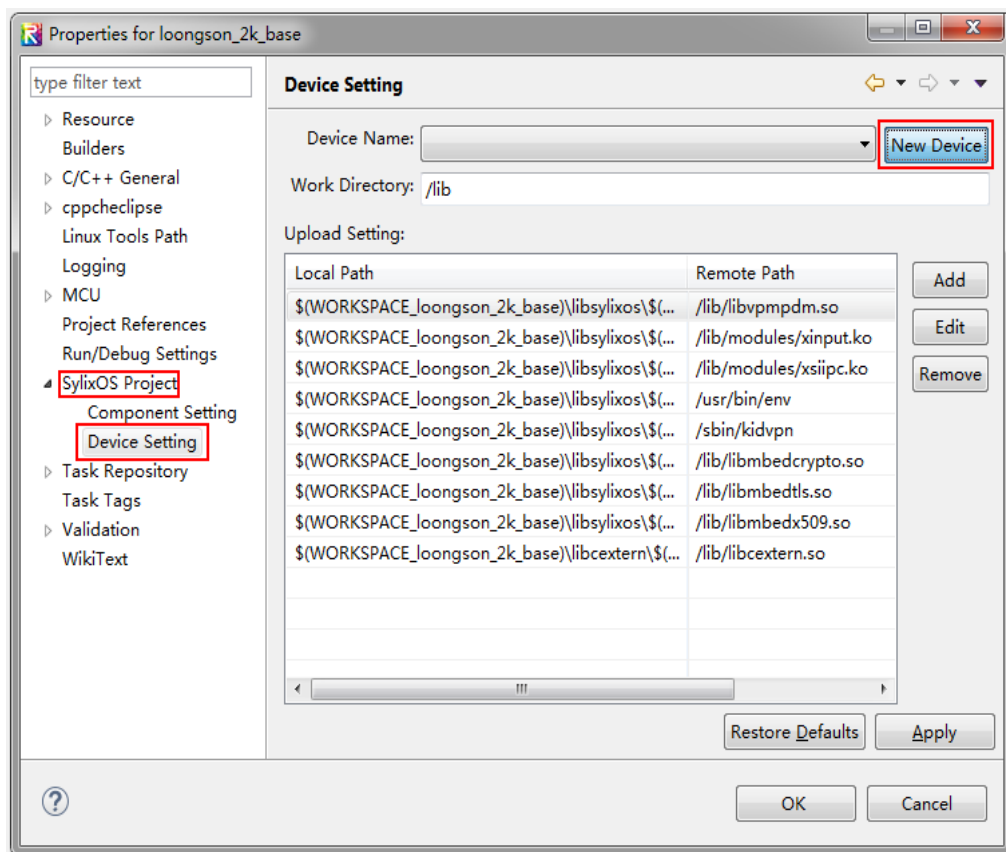 Properties for loongson_2k_base
type filter text
Resource
Builders
C/C++ General
cppcheclipse
Linux Tools Path
Logging
MCU
Project References
Run/Debug Settings
SylixOS Project
Component Setting
Device Setting
Task Repository
Task Tags
Validation
WikiText
Device Setting
Device Name:
New Device
Work Directory: /lib
Upload Setting:
Local Path Remote Path
$(WORKSPACE_loongson_2k_base)\libsylixos\$(... /lib/libvpmpdm.so
$(WORKSPACE_loongson_2k_base)\libsylixos\$(... /lib/modules/xinput.ko
$(WORKSPACE_loongson_2k_base)\libsylixos\$(... /lib/modules/xsiipc.ko
$(WORKSPACE_loongson_2k_base)\libsylixos\$(... /usr/bin/env
$(WORKSPACE_loongson_2k_base)\libsylixos\$(... /sbin/kidvpn
$(WORKSPACE_loongson_2k_base)\libsylixos\$(... /lib/libmbedcrypto.so
$(WORKSPACE_loongson_2k_base)\libsylixos\$(... /lib/libmbedtls.so
$(WORKSPACE_loongson_2k_base)\libsylixos\$(... /lib/libmbedx509.so
$(WORKSPACE_loongson_2k_base)\libcextern\$(... /lib/libcextern.so
Add
Edit
Remove
Restore Defaults
Apply
OK
Cancel